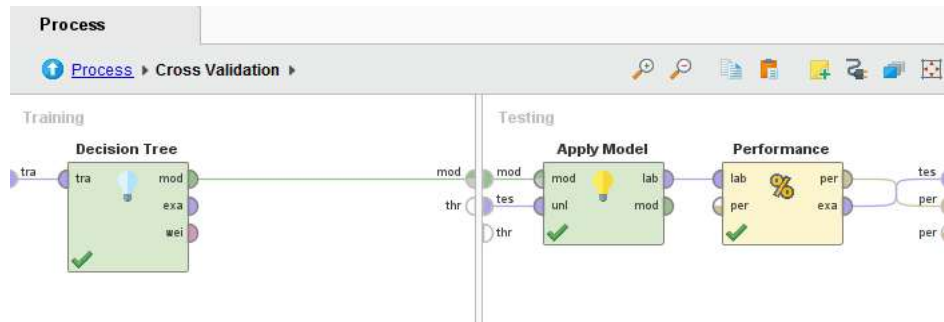 Process
Process ▸ Cross Validation ▸
Training
Testing
Decision Tree
Apply Model
Performance
tra
tra
mod
mod
mod
mod
lab
lab
per
tes
exa
thr
tes
unl
mod
per
exa
per
wei
thr
per